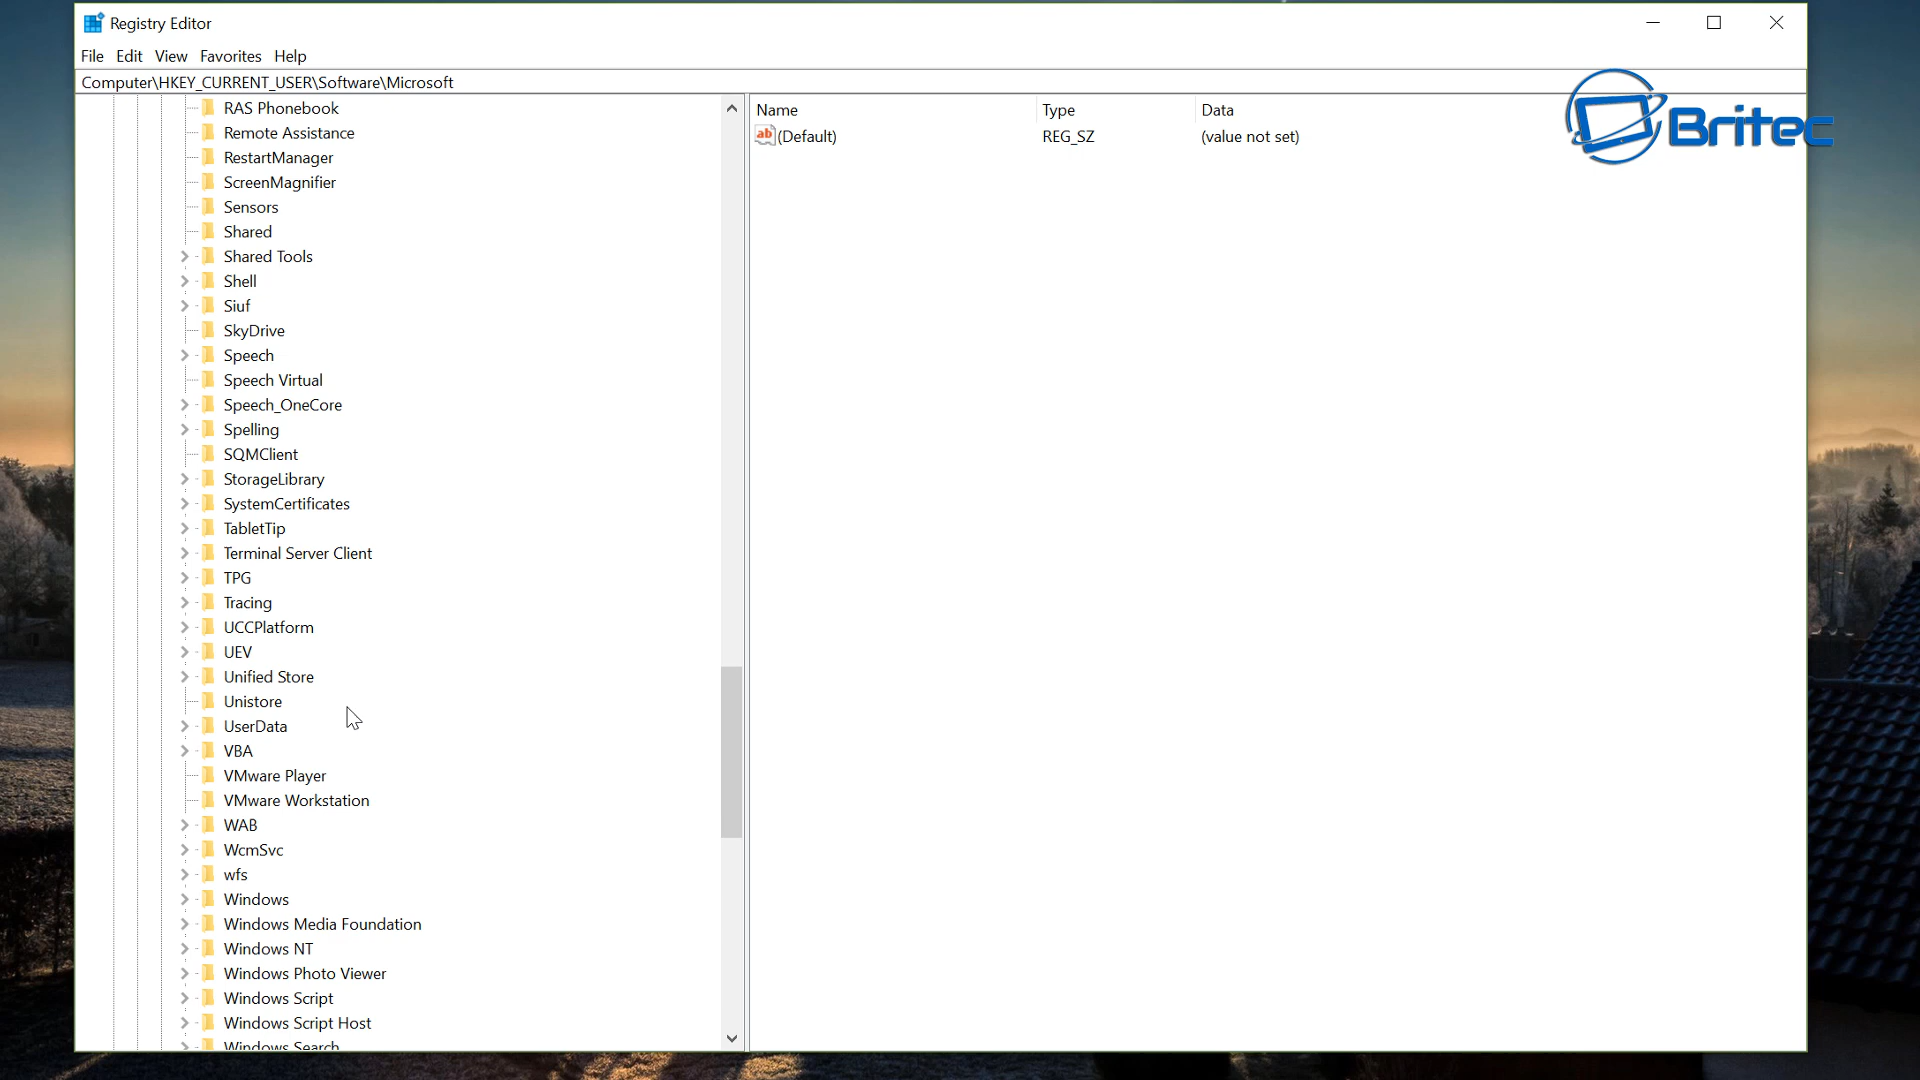 Registry Editor
File Edit View Favorites Help
Computer\HKEY_CURRENT_USER\Software\Microsoft
RAS Phonebook
Remote Assistance
RestartManager
ScreenMagnifier
Sensors
Shared
Shared Tools
Shell
Siuf
SkyDrive
Speech
Speech Virtual
Speech_OneCore
Spelling
SQMClient
StorageLibrary
SystemCertificates
TabletTip
Terminal Server Client
TPG
Tracing
UCCPlatform
UEV
Unified Store
Unistore
UserData
VBA
VMware Player
VMware Workstation
WAB
WcmSvc
wfs
Windows
Windows Media Foundation
Windows NT
Windows Photo Viewer
Windows Script
Windows Script Host
Windows Search
Name Type Data
ab (Default) REG_SZ (value not set)
Britec